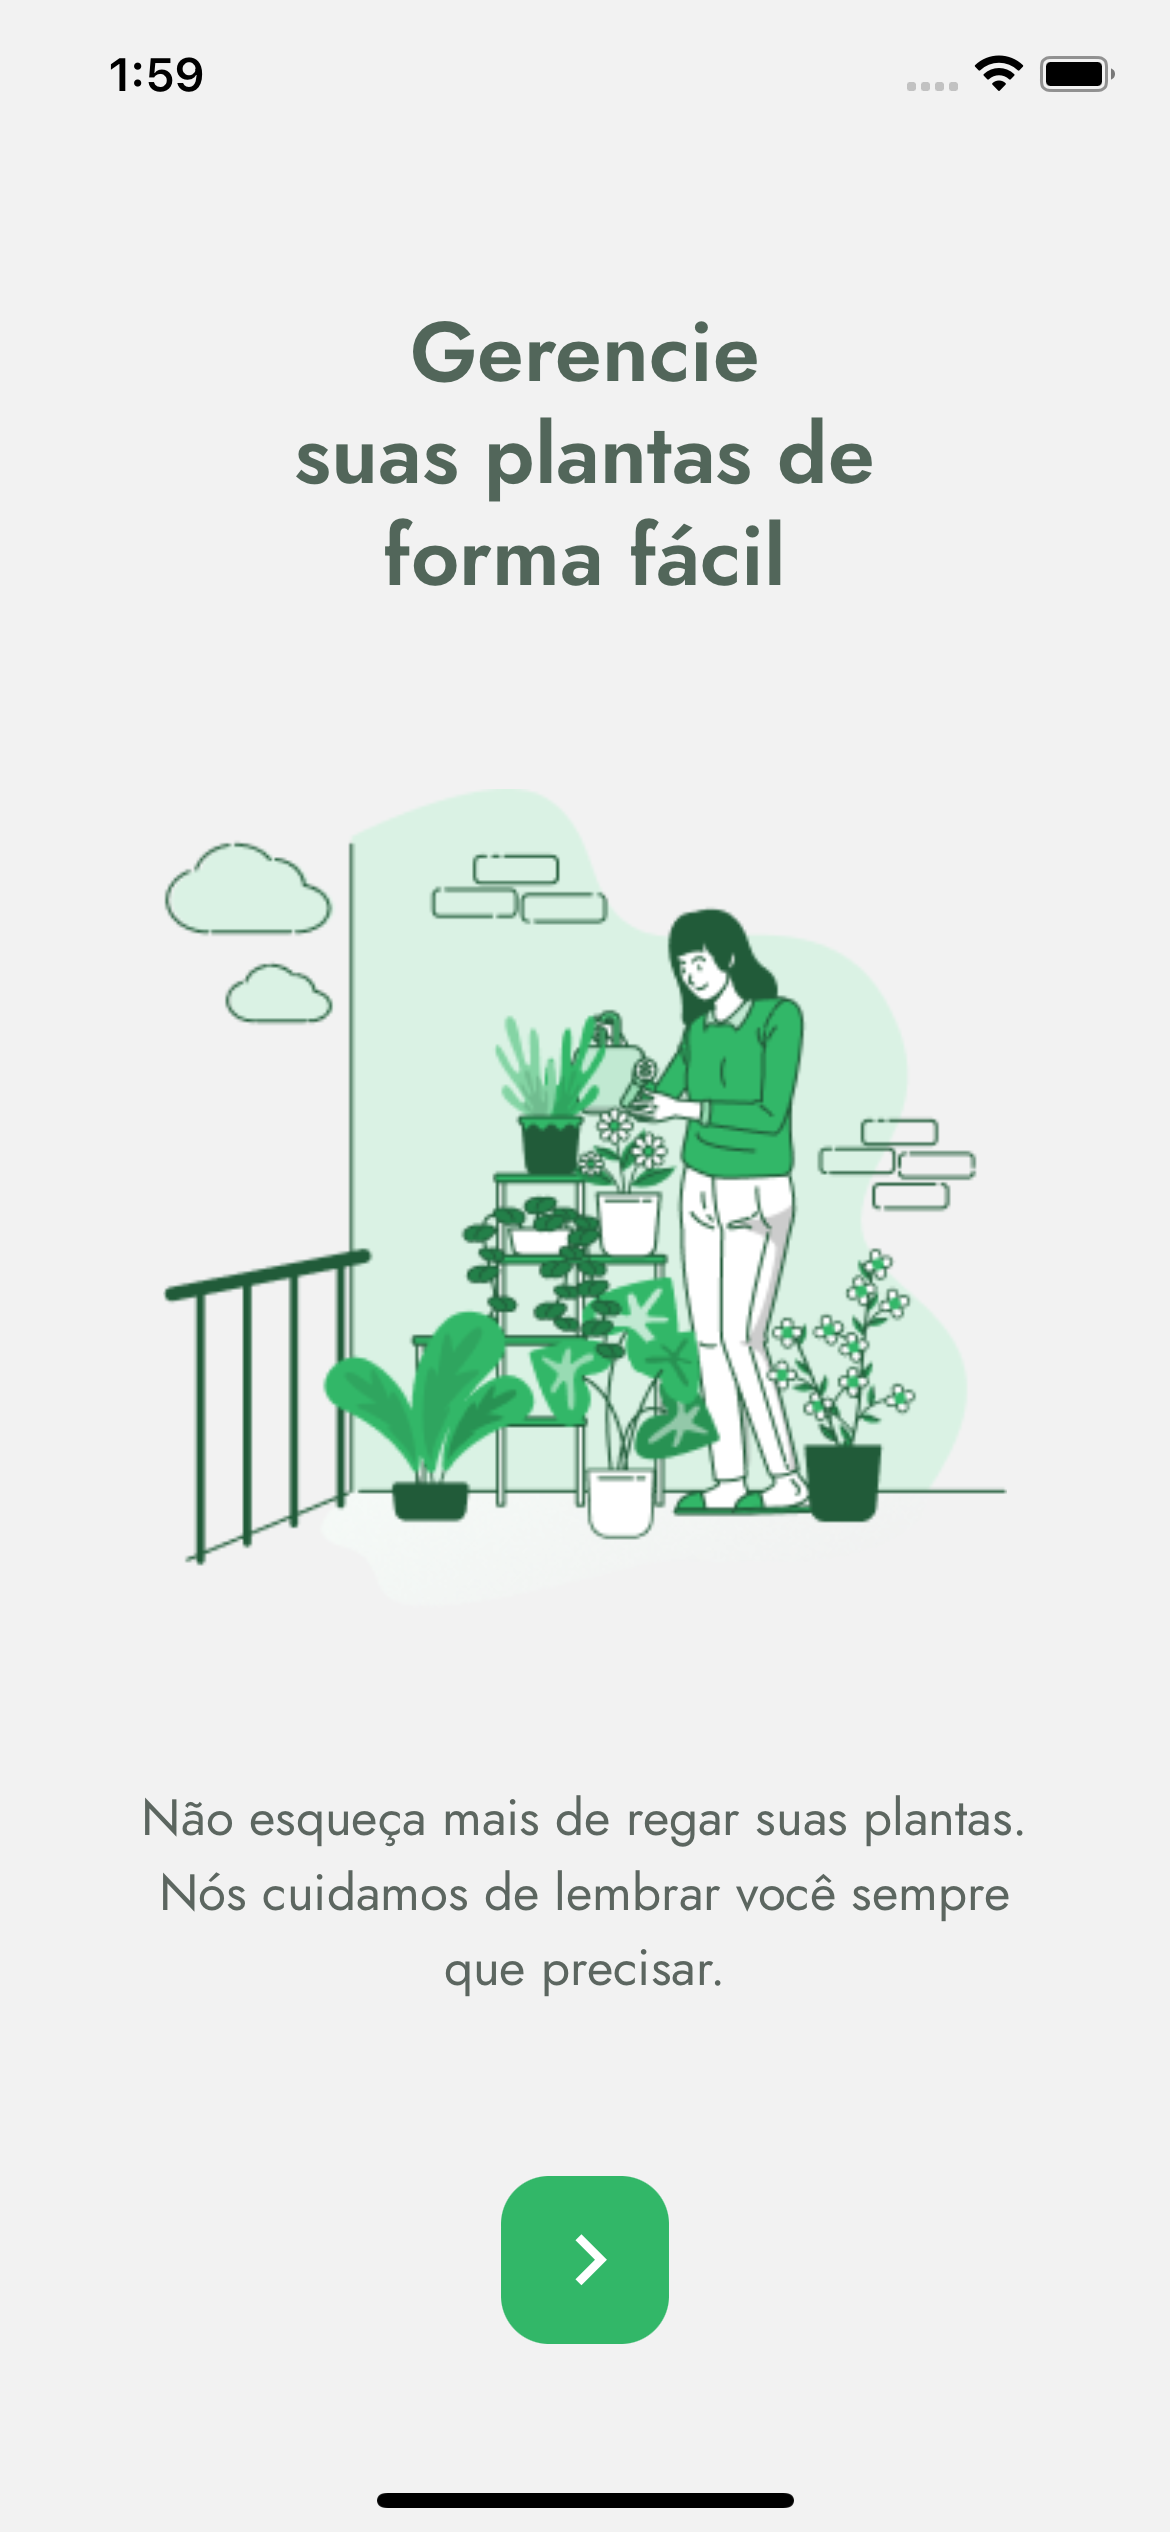 1:59
Gerencie
suas plantas de
forma fácil
Não esqueça mais de regar suas plantas.
Nós cuidamos de lembrar você sempre
que precisar.